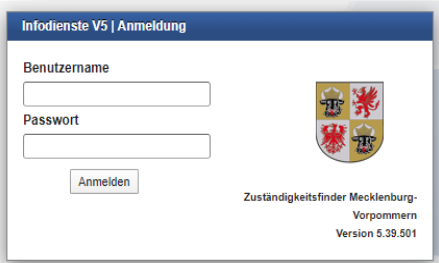 Infodienste V5 | Anmeldung
Benutzername
Passwort
Anmelden
Zuständigkeitsfinder Mecklenburg-
Vorpommern
Version 5.39.501